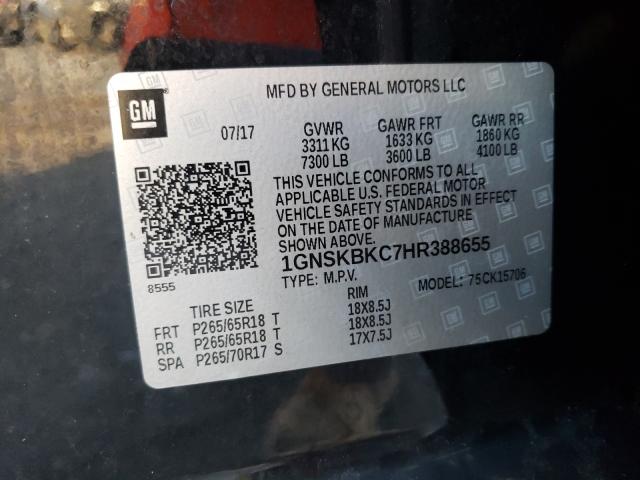 MFD BY GENERAL MOTORS LLC
GM
07/17 GVWR GAWR FRT GAWR RR
3311 KG 1633 KG 1860 KG
7300 LB 3600 LB 4100 LB
THIS VEHICLE CONFORMS TO ALL
APPLICABLE U.S. FEDERAL MOTOR
VEHICLE SAFETY STANDARDS IN EFFECT
ON THE DATE OF MANUFACTURE
SHOWN ABOVE.
1GNSKBKC7HR388655
8555 TYPE: M.P.V. MODEL: 75CK15706
TIRE SIZE RIM
FRT P265/65R18 T 18X8.5J
RR P265/65R18 T 18X8.5J
SPA P265/70R17 S 17X7.5J